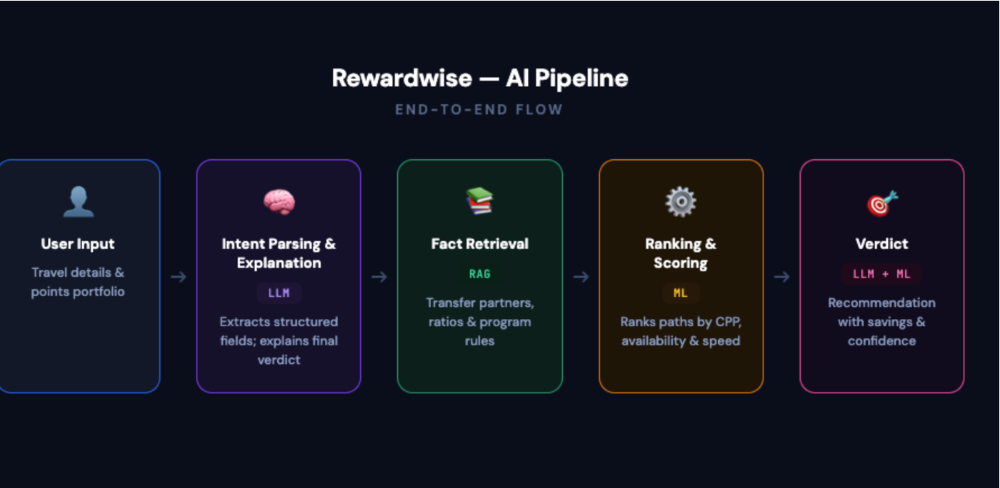 Rewardwise — AI Pipeline
END-TO-END FLOW
User Input
Travel details &
points portfolio
→
Intent Parsing &
Explanation
LLM
Extracts structured
fields; explains final
verdict
→
Fact Retrieval
RAG
Transfer partners,
ratios & program
rules
→
Ranking &
Scoring
ML
Ranks paths by CPP,
availability & speed
→
Verdict
LLM + ML
Recommendation
with savings &
confidence